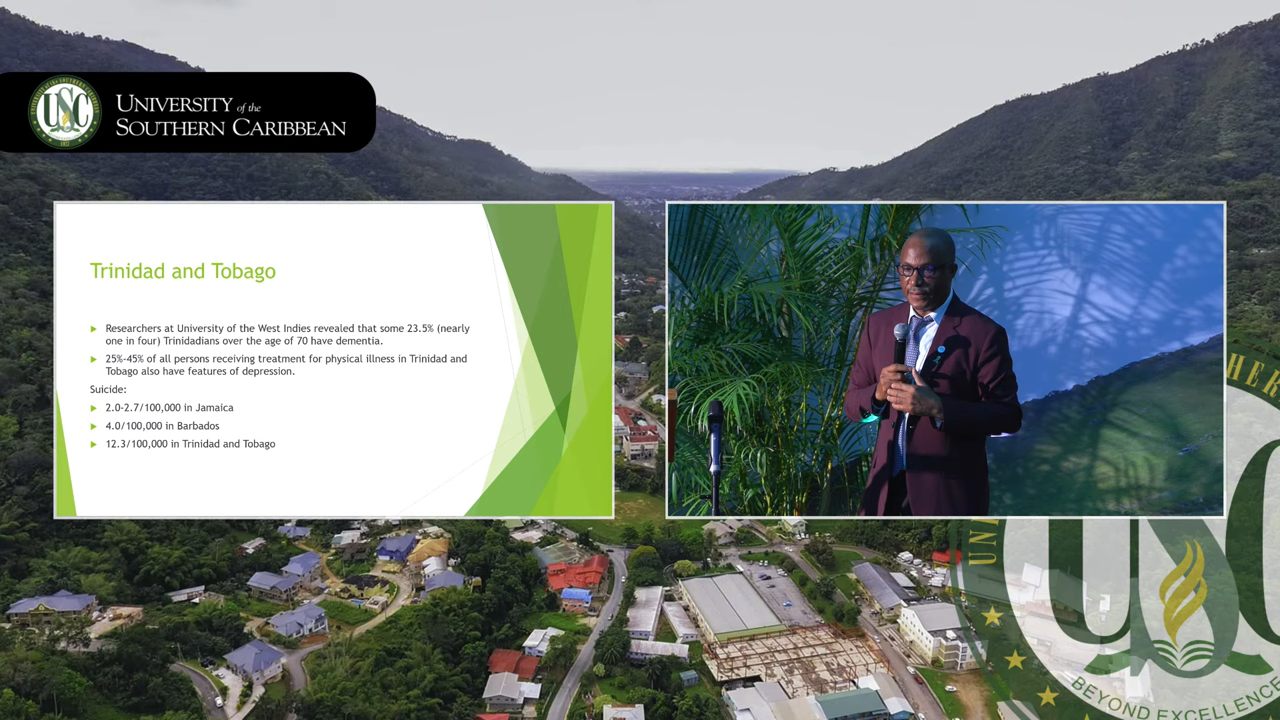 USC
UNIVERSITY of the
SOUTHERN CARIBBEAN
Trinidad and Tobago
Researchers at University of the West Indies revealed that some 23.5% (nearly
one in four) Trinidadians over the age of 70 have dementia.
25%-45% of all persons receiving treatment for physical illness in Trinidad and
Tobago also have features of depression.
Suicide:
2.0-2.7/100,000 in Jamaica
4.0/100,000 in Barbados
12.3/100,000 in Trinidad and Tobago
BEYOND EXCELLENCE